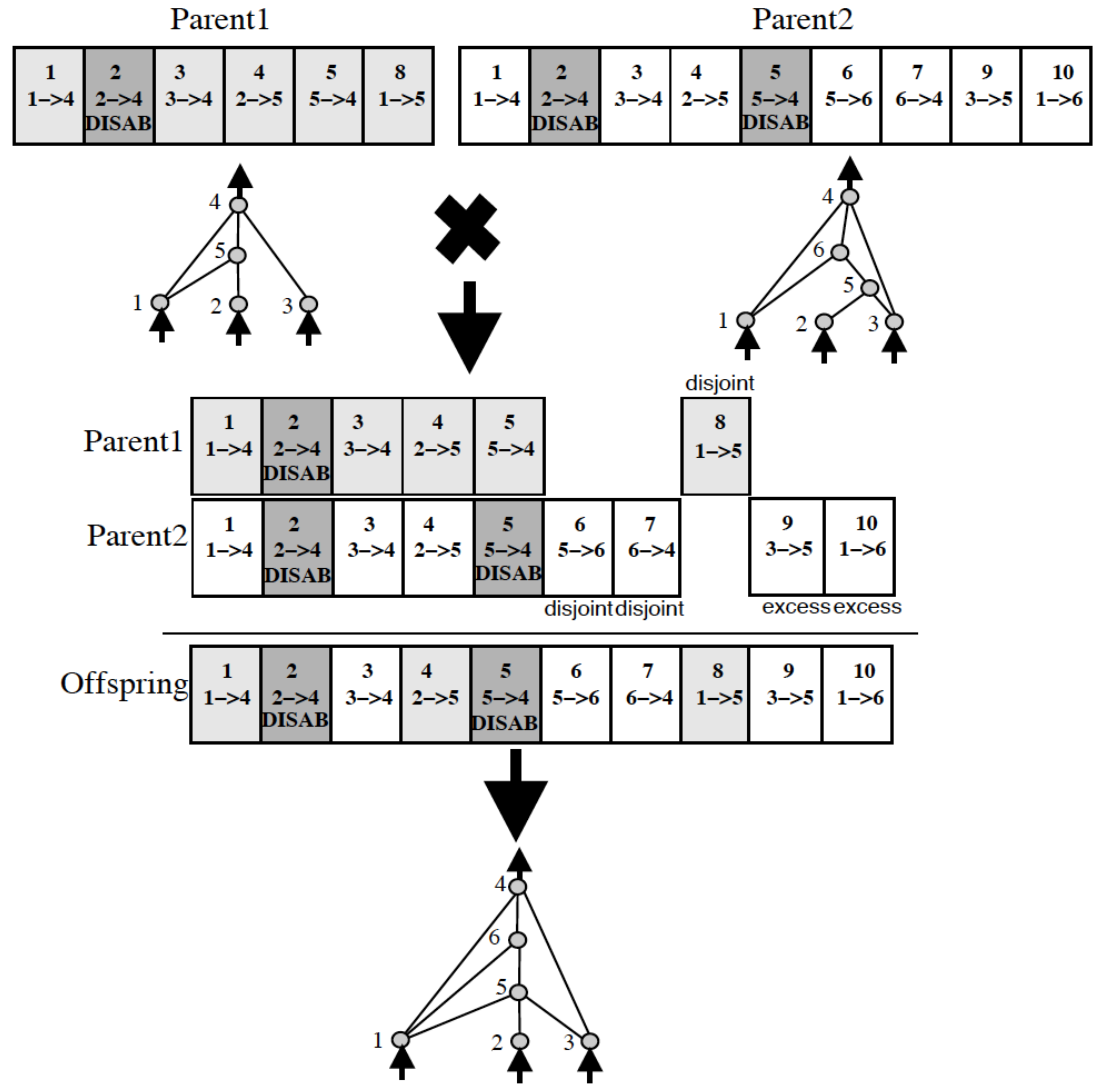 Parent1 Parent2
1 2 3 4 5 8 1 2 3 4 5 6 7 9 10
1->4 2->4 3->4 2->5 5->4 1->5 1->4 2->4 3->4 2->5 5->4 5->6 6->4 3->5 1->6
DISAB DISAB DISAB
4 4
5 6
5
1 2 3 1 2 3
disjoint
Parent1 1 2 3 4 5 8
1->4 2->4 3->4 2->5 5->4 1->5
DISAB
Parent2 1 2 3 4 5 6 7 9 10
1->4 2->4 3->4 2->5 5->4 5->6 6->4 3->5 1->6
DISAB DISAB
disjoint disjoint excess excess
Offspring 1 2 3 4 5 6 7 8 9 10
1->4 2->4 3->4 2->5 5->4 5->6 6->4 1->5 3->5 1->6
DISAB DISAB
4
6
5
1 2 3